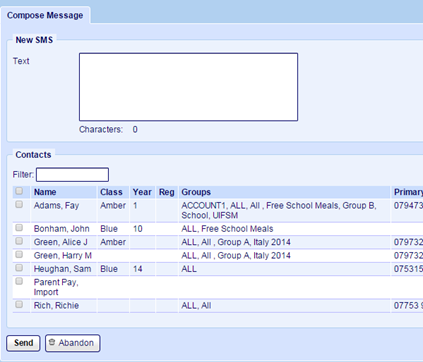 Compose Message
New SMS
Text
Characters: 0
Contacts
Filter:
Name Class Year Reg Groups Primary
Adams, Fay Amber 1 ACCOUNT1, ALL, All , Free School Meals, Group B, 079473
School, UIFSM
Bonham, John Blue 10 ALL, Free School Meals
Green, Alice J Amber ALL, All , Group A, Italy 2014 079732
Green, Harry M ALL, All , Group A, Italy 2014 079732
Heughan, Sam Blue 14 ALL 075315
Parent Pay,
Import
Rich, Richie ALL, All 07753 9
Send Abandon